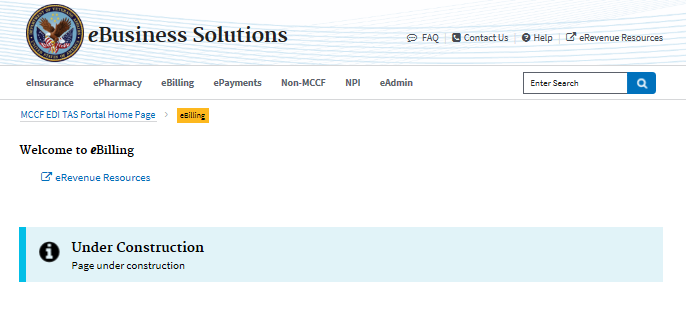 eBusiness Solutions
FAQ | Contact Us | Help | eRevenue Resources
eInsurance ePharmacy eBilling ePayments Non-MCCF NPI eAdmin
Enter Search
MCCF EDI TAS Portal Home Page > eBilling
Welcome to eBilling
eRevenue Resources
Under Construction
Page under construction